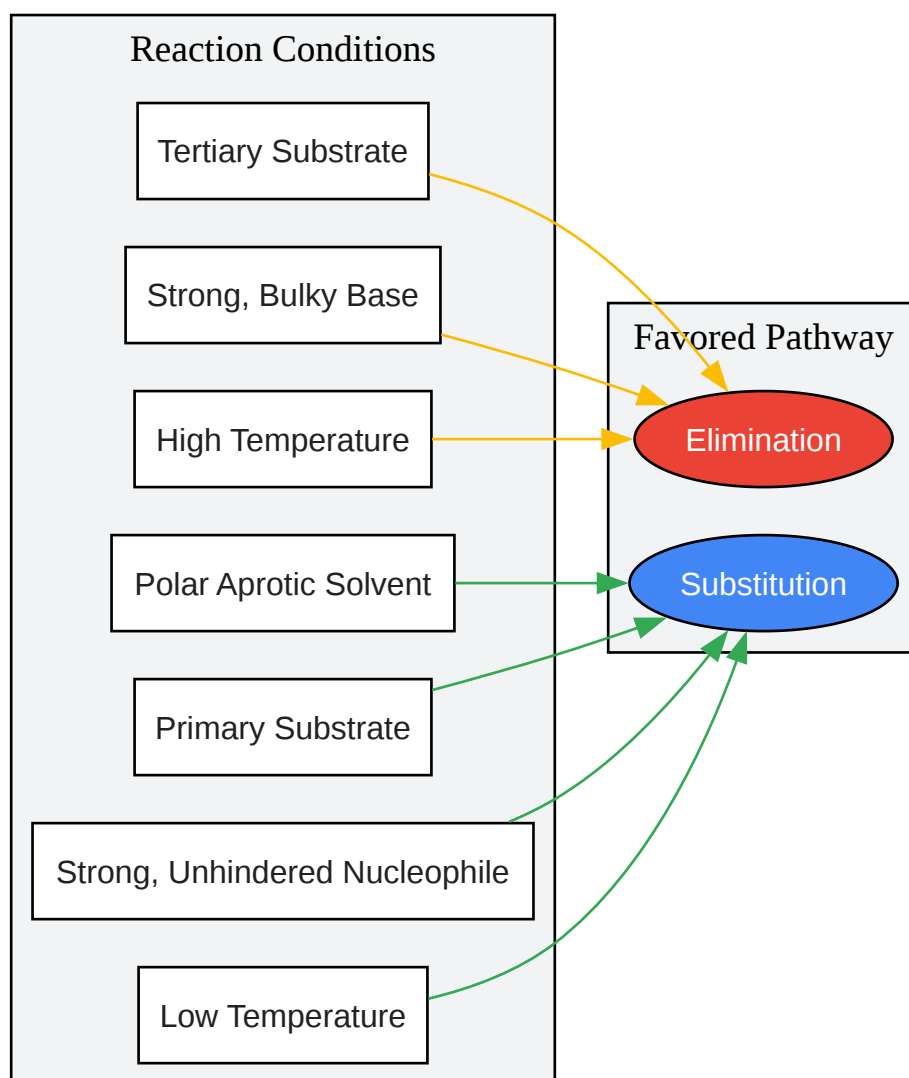 Reaction Conditions
Tertiary Substrate
Strong, Bulky Base
High Temperature
Polar Aprotic Solvent
Primary Substrate
Strong, Unhindered Nucleophile
Low Temperature
Favored Pathway
Elimination
Substitution